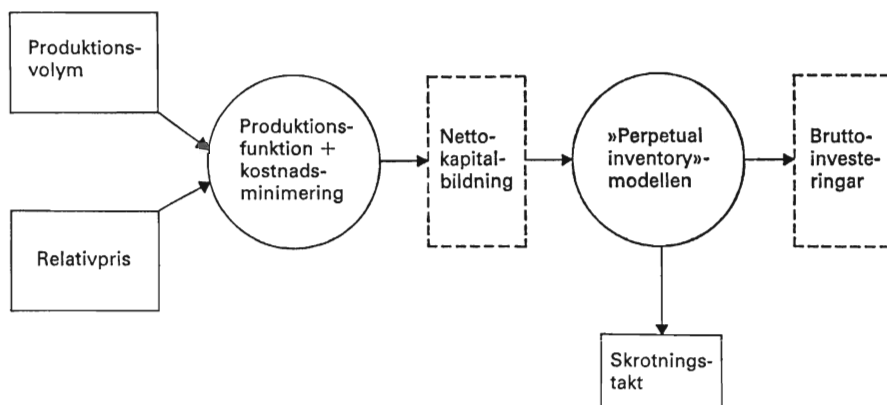 Produktions-
volym
Relativpris
Produktions-
funktion +
kostnads-
minimering
Netto-
kapital-
bildning
»Perpetual
inventory»-
modellen
Brutto-
investe-
ringar
Skrotnings-
takt